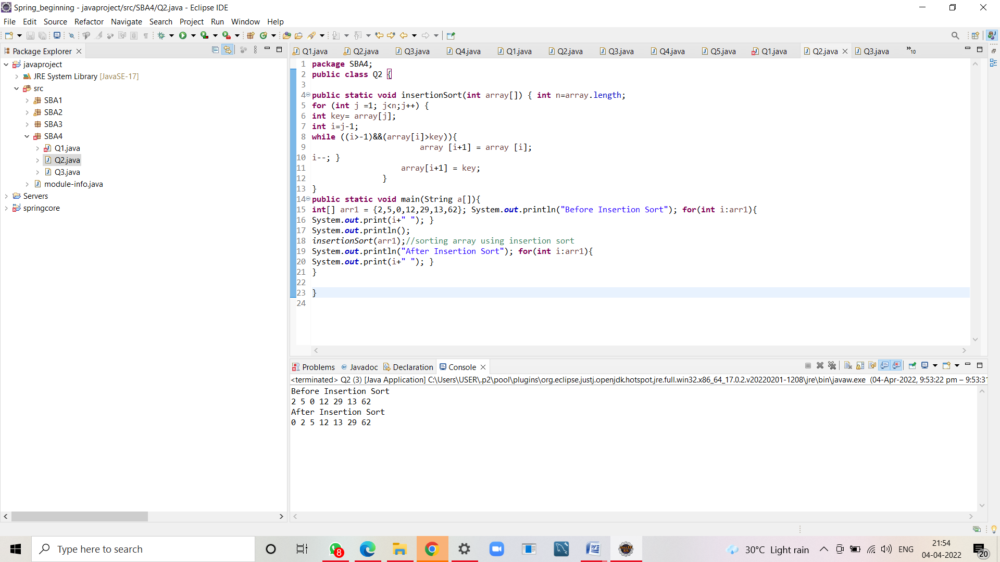 Spring_beginning - javaproject/src/SBA4/Q2.java - Eclipse IDE
File Edit Source Refactor Navigate Search Project Run Window Help
Package Explorer
javaproject
JRE System Library [JavaSE-17]
src
SBA1
SBA2
SBA3
SBA4
Q1.java
Q2.java
Q3.java
module-info.java
Servers
springcore
Q1.java Q2.java Q3.java Q4.java Q1.java Q2.java Q3.java Q4.java Q5.java Q1.java Q2.java Q3.java »10
1 package SBA4;
2 public class Q2 {
3
4 public static void insertionSort(int array[]) { int n=array.length;
5 for (int j =1; j<n;j++) {
6 int key= array[j];
7 int i=j-1;
8 while ((i>-1)&&(array[i]>key)){
9 array [i+1] = array [i];
10 i--; }
11 array[i+1] = key;
12 }
13 }
14 public static void main(String a[]){
15 int[] arr1 = {2,5,0,12,29,13,62}; System.out.println("Before Insertion Sort"); for(int i:arr1){
16 System.out.print(i+" "); }
17 System.out.println();
18 insertionSort(arr1);//sorting array using insertion sort
19 System.out.println("After Insertion Sort"); for(int i:arr1){
20 System.out.print(i+" "); }
21 }
22
23 }
24
Problems @ Javadoc Declaration Console
<terminated> Q2 (3) [Java Application] C:\Users\USER\.p2\pool\plugins\org.eclipse.justj.openjdk.hotspot.jre.full.win32.x86_64_17.0.2.v20220201-1208\jre\bin\javaw.exe (04-Apr-2022, 9:53:22 pm – 9:53:31
Before Insertion Sort
2 5 0 12 29 13 62
After Insertion Sort
0 2 5 12 13 29 62
Type here to search
8
30°C Light rain
ENG
21:54
04-04-2022
20